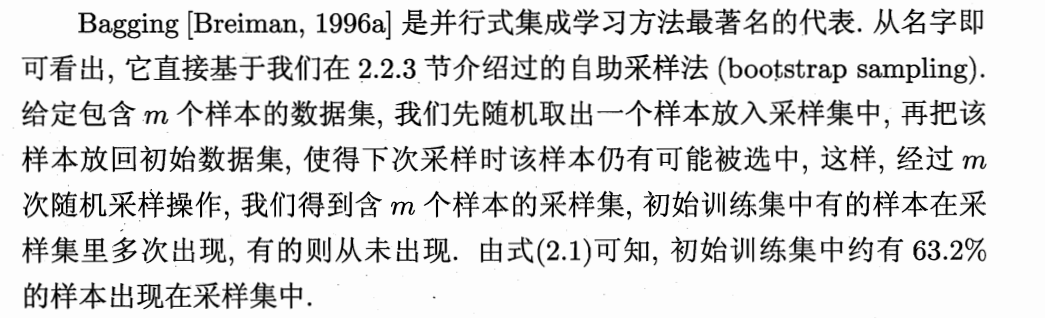 Bagging [Breiman, 1996a] 是并行式集成学习方法最著名的代表. 从名字即
可看出, 它直接基于我们在 2.2.3 节介绍过的自助采样法 (bootstrap sampling).
给定包含 m 个样本的数据集, 我们先随机取出一个样本放入采样集中, 再把该
样本放回初始数据集, 使得下次采样时该样本仍有可能被选中, 这样, 经过 m
次随机采样操作, 我们得到含 m 个样本的采样集, 初始训练集中有的样本在采
样集里多次出现, 有的则从未出现. 由式(2.1)可知, 初始训练集中约有 63.2%
的样本出现在采样集中.